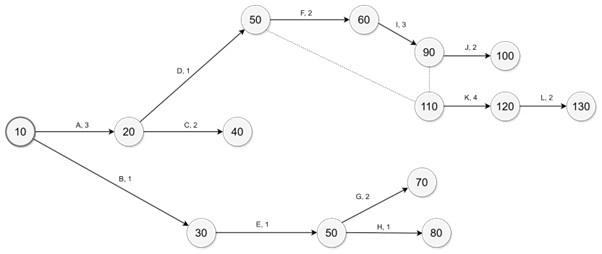 F, 2
50
60
I, 3
90
J, 2
100
D, 1
110
K, 4
120
L, 2
130
10
A, 3
20
C, 2
40
B, 1
G, 2
70
30
E, 1
50
H, 1
80